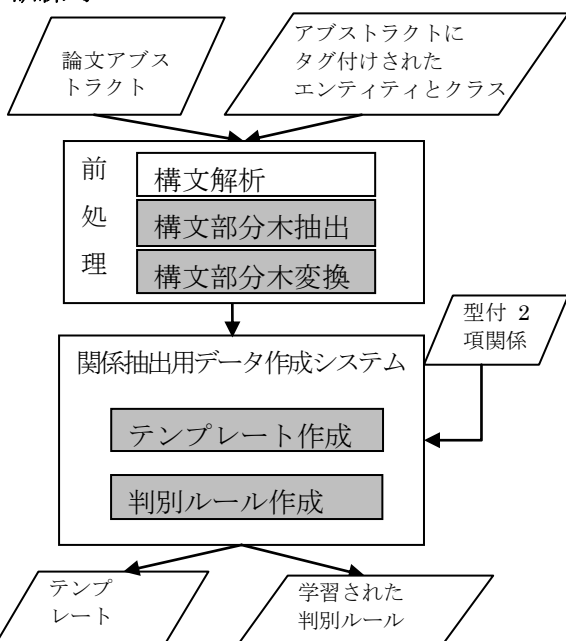 論文アブス
トラクト
アブストラクトに
タグ付けされた
エンティティとクラス
前
処
理
構文解析
構文部分木抽出
構文部分木変換
型付 2
項関係
関係抽出用データ作成システム
テンプレート作成
判別ルール作成
テンプ
レート
学習された
判別ルール